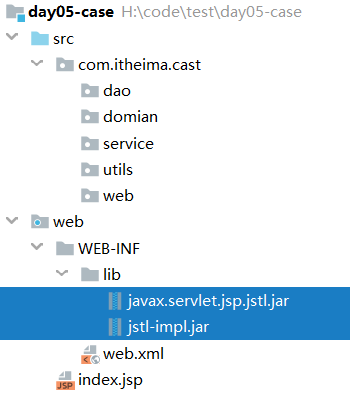 day05-case H:\code\test\day05-case
src
com.itheima.cast
dao
domian
service
utils
web
web
WEB-INF
lib
javax.servlet.jsp.jstl.jar
jstl-impl.jar
web.xml
JSP index.jsp